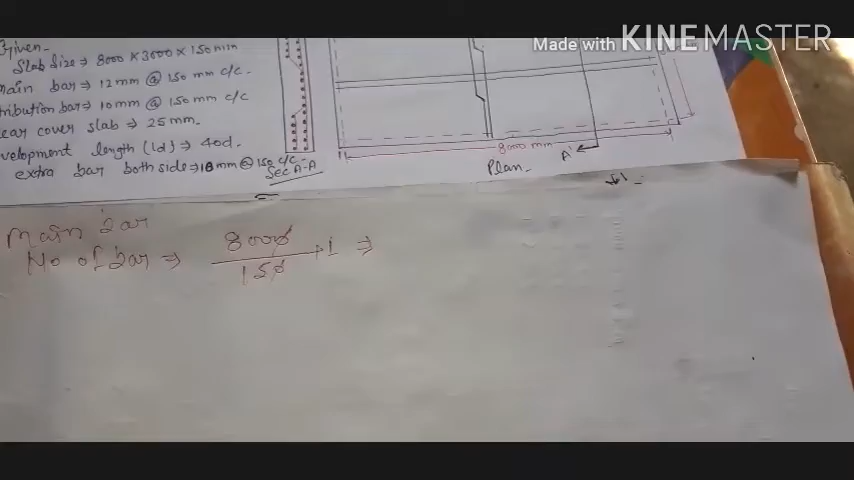 Made with KINEMASTER
Given-
Slab Size ⇒ 8000 × 3000 × 150 mm
main bar ⇒ 12 mm @ 150 mm c/c.
tribution bar ⇒ 10 mm @ 150 mm c/c
ear cover slab ⇒ 25 mm.
velopment length (ld) ⇒ 40d.
extra bar both side ⇒ 10 mm @ 150 c/c.
Sec A-A
8000 mm
A'
Plan-
Main bar
No of bar ⇒ 8000/150 + 1 ⇒